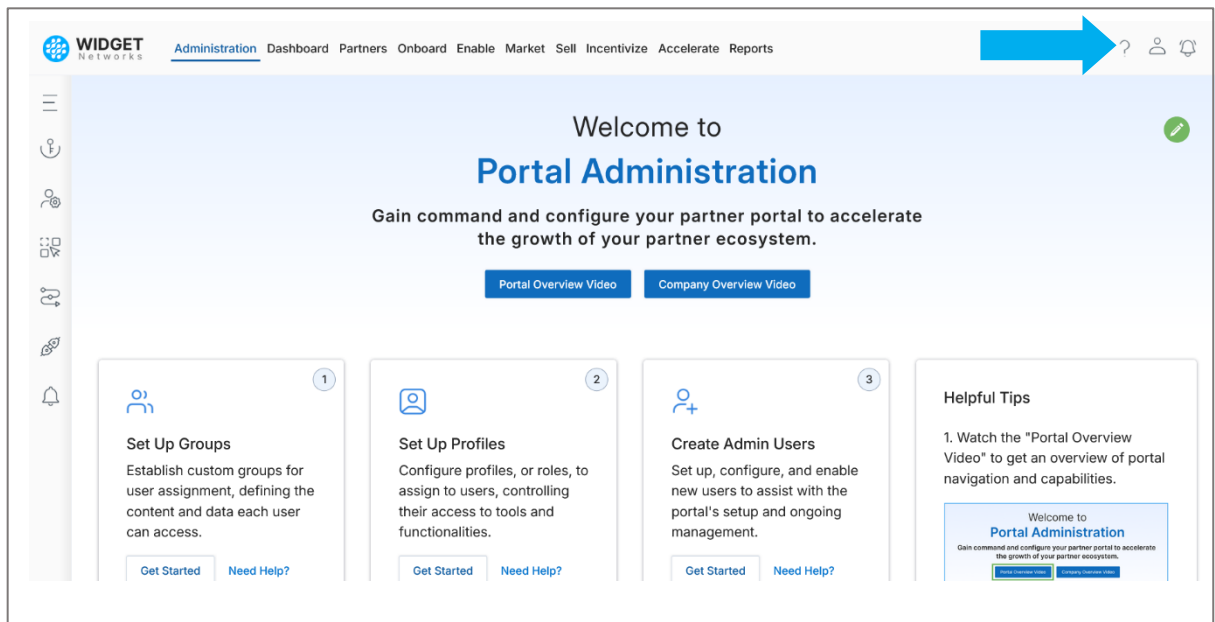 WIDGET
Networks
Administration Dashboard Partners Onboard Enable Market Sell Incentivize Accelerate Reports
Welcome to
Portal Administration
Gain command and configure your partner portal to accelerate
the growth of your partner ecosystem.
Portal Overview Video Company Overview Video
1
Set Up Groups
Establish custom groups for
user assignment, defining the
content and data each user
can access.
Get Started Need Help?
2
Set Up Profiles
Configure profiles, or roles, to
assign to users, controlling
their access to tools and
functionalities.
Get Started Need Help?
3
Create Admin Users
Set up, configure, and enable
new users to assist with the
portal's setup and ongoing
management.
Get Started Need Help?
Helpful Tips
1. Watch the "Portal Overview
Video" to get an overview of portal
navigation and capabilities.
Welcome to
Portal Administration
Gain command and configure your partner portal to accelerate
the growth of your partner ecosystem.
Portal Overview Video Company Overview Video